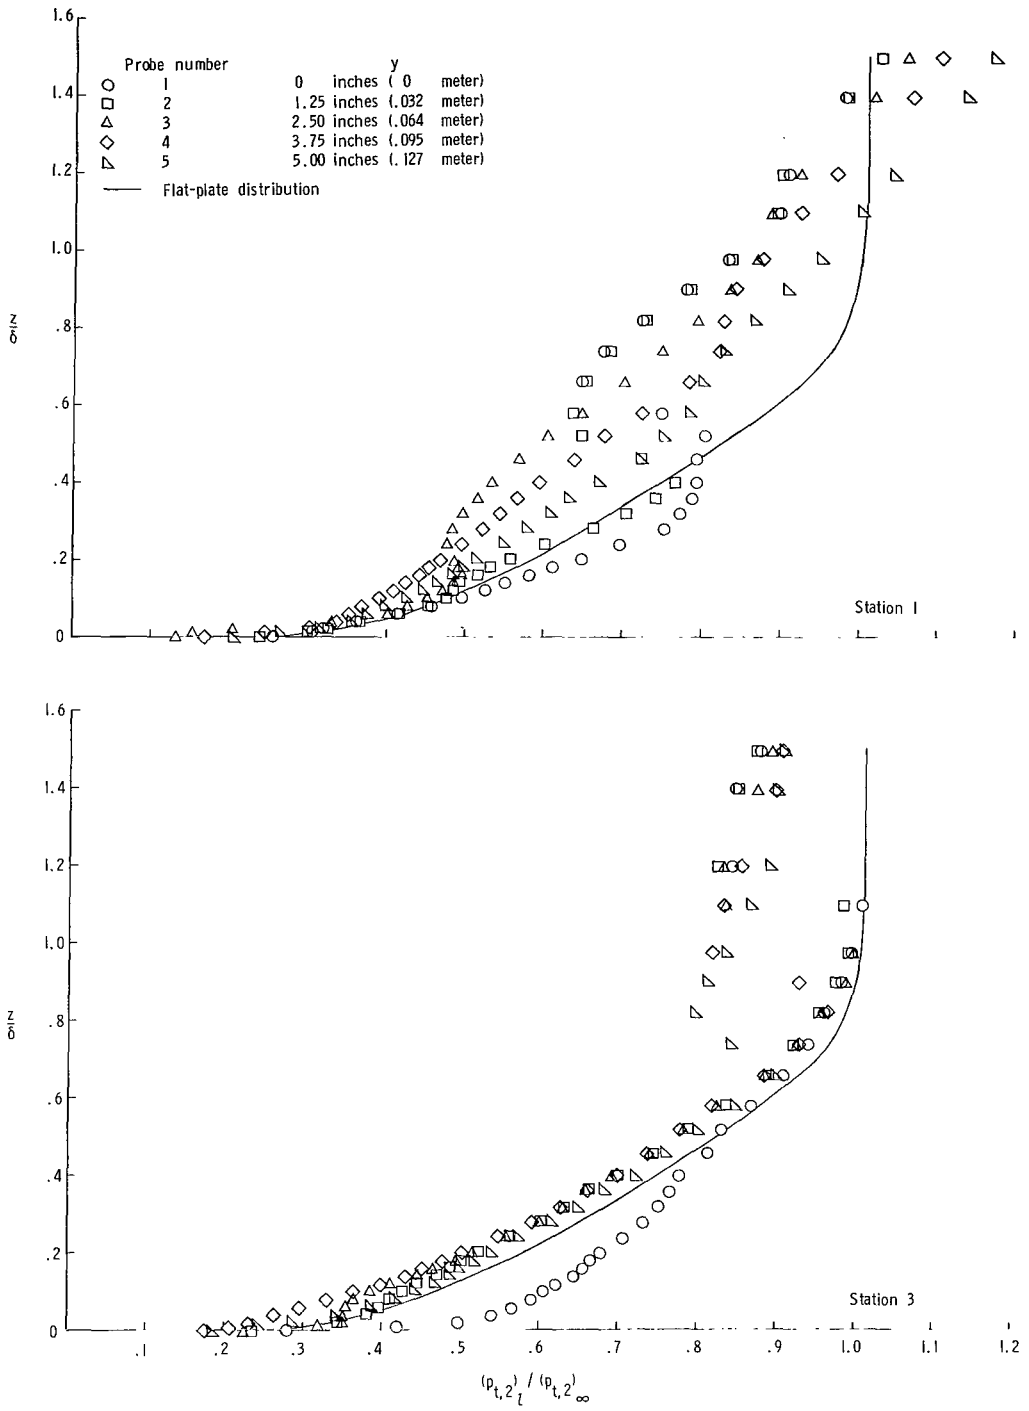 1.6
1.4
1.2
1.0
.8
.6
.4
.2
0
z/δ
Probe number y
1 0 inches ( 0 meter)
2 1.25 inches (.032 meter)
3 2.50 inches (.064 meter)
4 3.75 inches (.095 meter)
5 5.00 inches (.127 meter)
Flat-plate distribution
Station 1
1.6
1.4
1.2
1.0
.8
.6
.4
.2
0
z/δ
Station 3
.1 .2 .3 .4 .5 .6 .7 .8 .9 1.0 1.1 1.2
(p_t,2)_l / (p_t,2)_∞